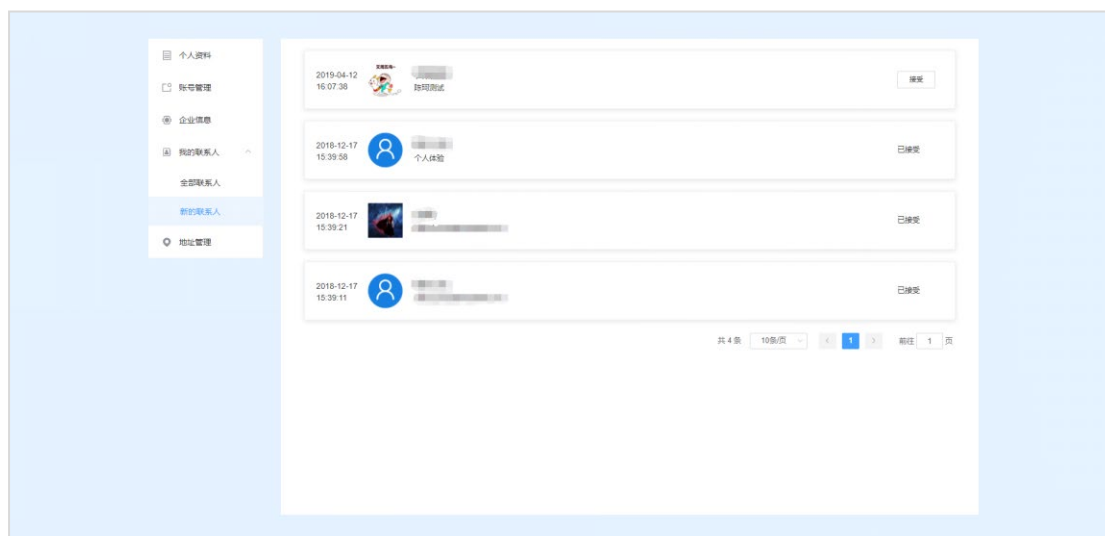 个人资料
账号管理
企业信息
我的联系人
全部联系人
新的联系人
地址管理
2019-04-12
16:07:38
陈珂测试
接受
2018-12-17
15:39:58
个人体验
已接受
2018-12-17
15:39:21
已接受
2018-12-17
15:39:11
已接受
共 4 条 10条/页 1 前往 1 页